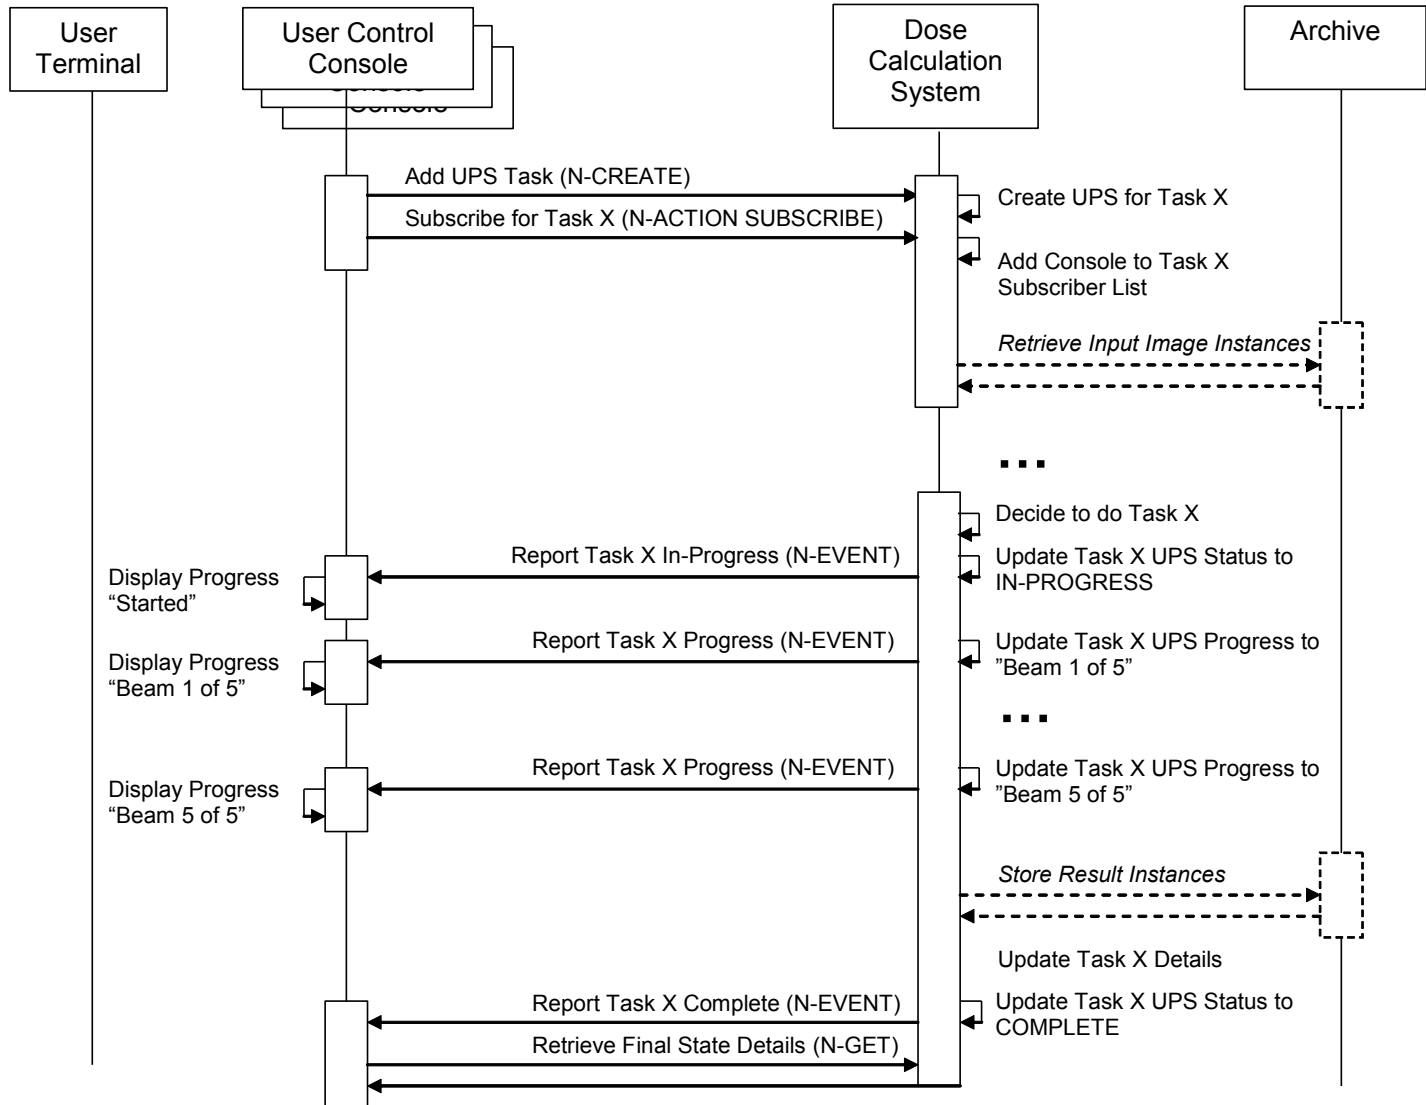 User
Terminal
User Control
Console
Console
Console
Dose
Calculation
System
Archive
Add UPS Task (N-CREATE)
Create UPS for Task X
Subscribe for Task X (N-ACTION SUBSCRIBE)
Add Console to Task X
Subscriber List
Retrieve Input Image Instances
...
Decide to do Task X
Report Task X In-Progress (N-EVENT)
Update Task X UPS Status to
IN-PROGRESS
Display Progress
“Started”
Report Task X Progress (N-EVENT)
Update Task X UPS Progress to
”Beam 1 of 5”
Display Progress
“Beam 1 of 5”
...
Report Task X Progress (N-EVENT)
Update Task X UPS Progress to
”Beam 5 of 5”
Display Progress
“Beam 5 of 5”
Store Result Instances
Update Task X Details
Report Task X Complete (N-EVENT)
Update Task X UPS Status to
COMPLETE
Retrieve Final State Details (N-GET)